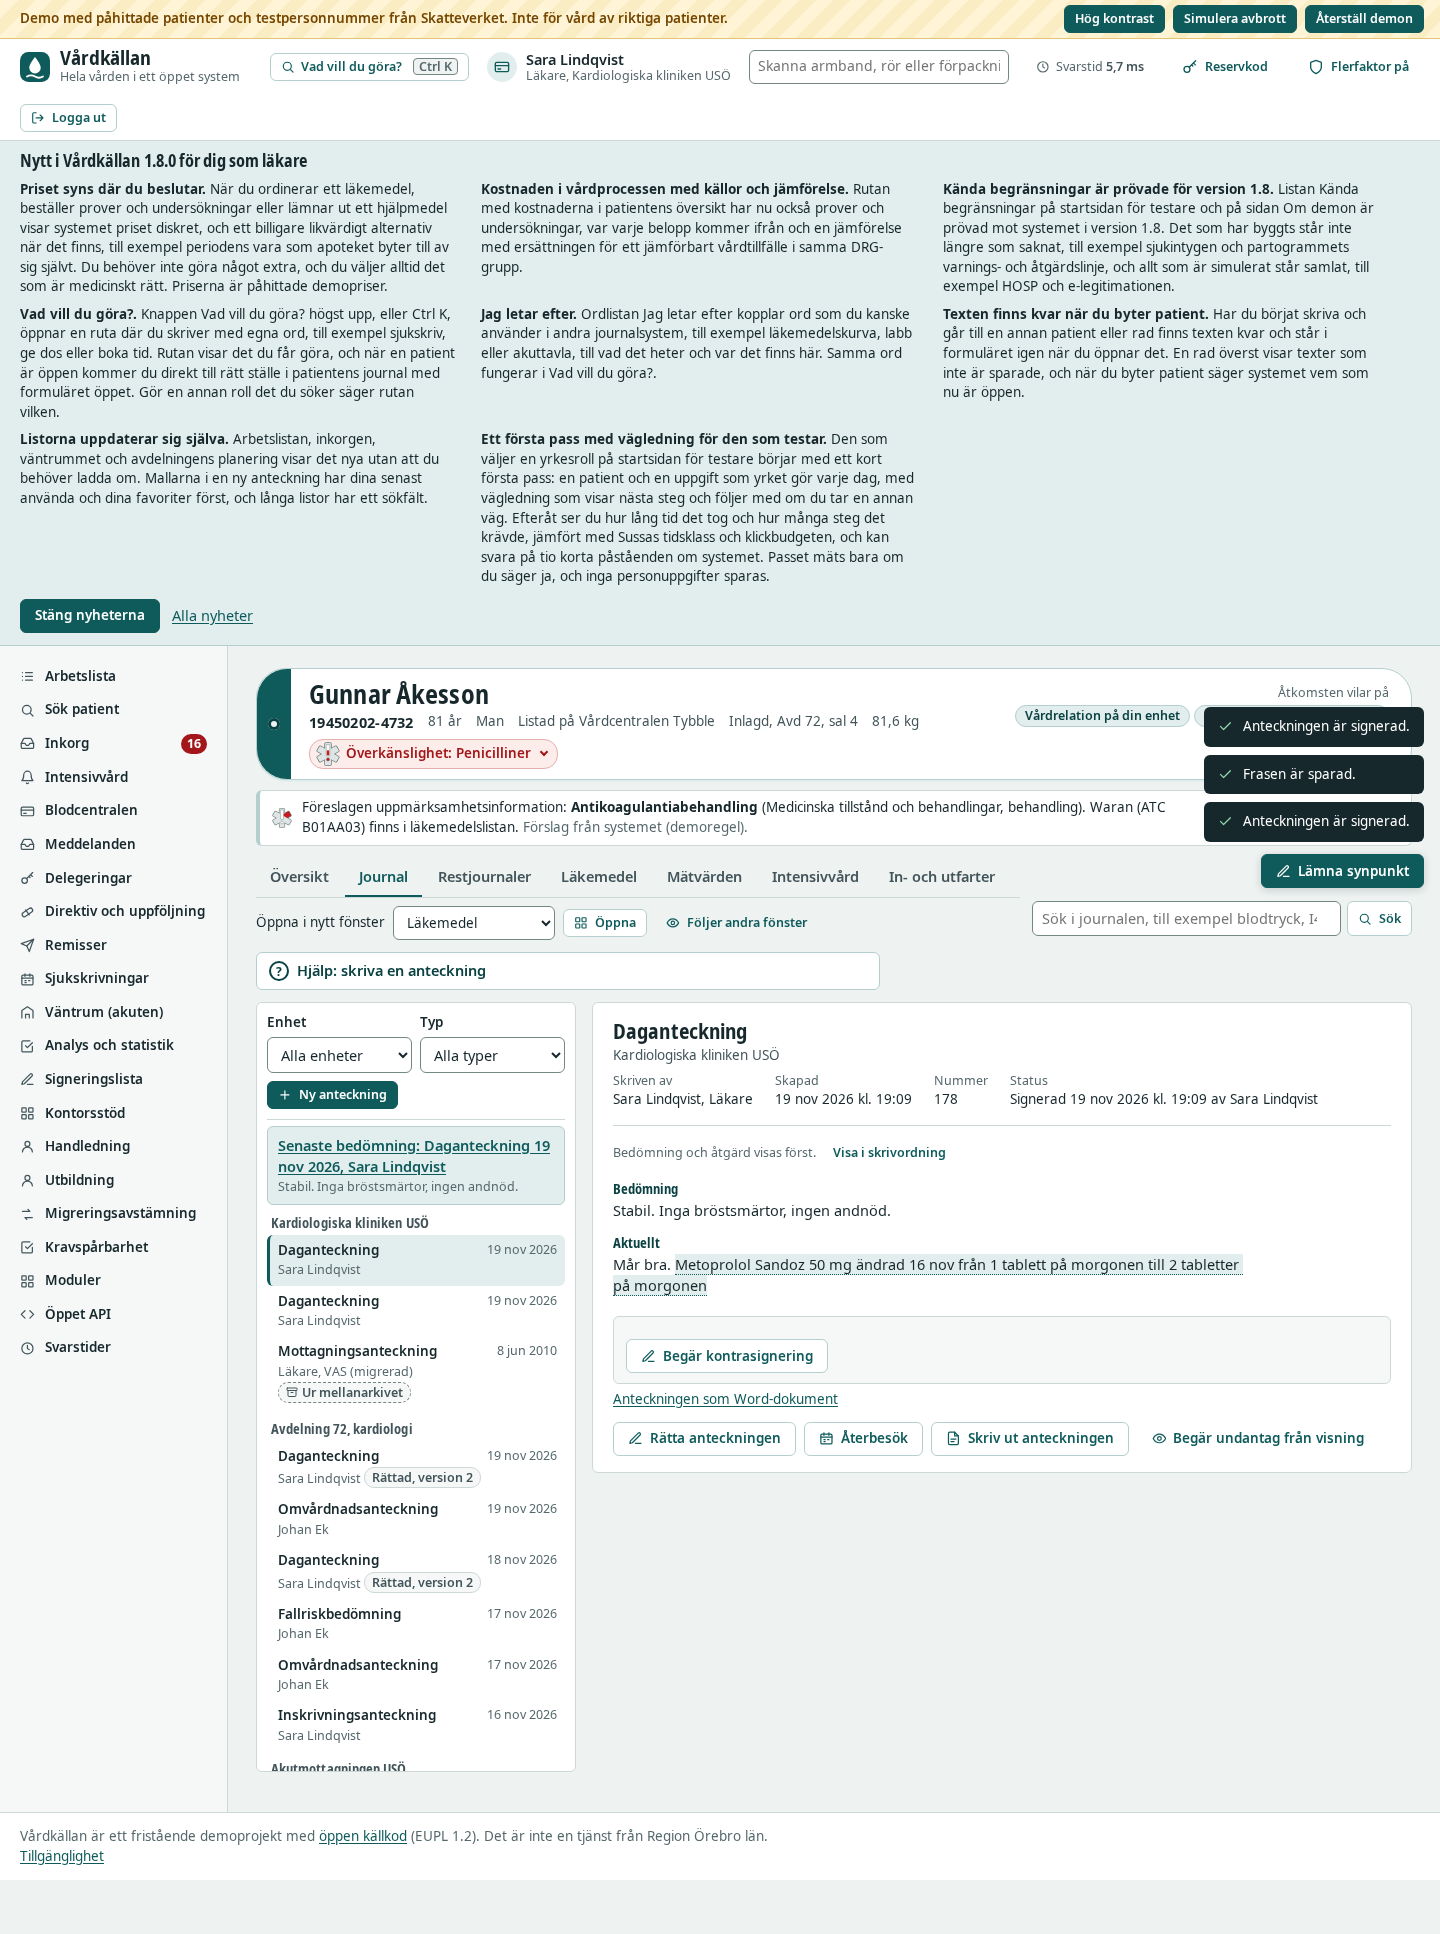 Demo med påhittade patienter och testpersonnummer från Skatteverket. Inte för vård av riktiga patienter.
Hög kontrast
Simulera avbrott
Återställ demon
Vårdkällan
Hela vården i ett öppet system
Vad vill du göra? Ctrl K
Sara Lindqvist
Läkare, Kardiologiska kliniken USÖ
Skanna armband, rör eller förpackni
Svarstid 5,7 ms
Reservkod
Flerfaktor på
Logga ut
Nytt i Vårdkällan 1.8.0 för dig som läkare
Priset syns där du beslutar. När du ordinerar ett läkemedel,
beställer prover och undersökningar eller lämnar ut ett hjälpmedel
visar systemet priset diskret, och ett billigare likvärdigt alternativ
när det finns, till exempel periodens vara som apoteket byter till av
sig självt. Du behöver inte göra något extra, och du väljer alltid det
som är medicinskt rätt. Priserna är påhittade demopriser.
Kostnaden i vårdprocessen med källor och jämförelse. Rutan
med kostnaderna i patientens översikt har nu också prover och
undersökningar, var varje belopp kommer ifrån och en jämförelse
med ersättningen för ett jämförbart vårdtillfälle i samma DRG-
grupp.
Kända begränsningar är prövade för version 1.8. Listan Kända
begränsningar på startsidan för testare och på sidan Om demon är
prövad mot systemet i version 1.8. Det som har byggts står inte
längre som saknat, till exempel sjukintygen och partogrammets
varnings- och åtgärdslinje, och allt som är simulerat står samlat, till
exempel HOSP och e-legitimationen.
Vad vill du göra?. Knappen Vad vill du göra? högst upp, eller Ctrl K,
öppnar en ruta där du skriver med egna ord, till exempel sjukskriv,
ge dos eller boka tid. Rutan visar det du får göra, och när en patient
är öppen kommer du direkt till rätt ställe i patientens journal med
formuläret öppet. Gör en annan roll det du söker säger rutan
vilken.
Jag letar efter. Ordlistan Jag letar efter kopplar ord som du kanske
använder i andra journalsystem, till exempel läkemedelskurva, labb
eller akuttavla, till vad det heter och var det finns här. Samma ord
fungerar i Vad vill du göra?.
Texten finns kvar när du byter patient. Har du börjat skriva och
går till en annan patient eller rad finns texten kvar och står i
formuläret igen när du öppnar det. En rad överst visar texter som
inte är sparade, och när du byter patient säger systemet vem som
nu är öppen.
Listorna uppdaterar sig själva. Arbetslistan, inkorgen,
väntrummet och avdelningens planering visar det nya utan att du
behöver ladda om. Mallarna i en ny anteckning har dina senast
använda och dina favoriter först, och långa listor har ett sökfält.
Ett första pass med vägledning för den som testar. Den som
väljer en yrkesroll på startsidan för testare börjar med ett kort
första pass: en patient och en uppgift som yrket gör varje dag, med
vägledning som visar nästa steg och följer med om du tar en annan
väg. Efteråt ser du hur lång tid det tog och hur många steg det
krävde, jämfört med Sussas tidsklass och klickbudgeten, och kan
svara på tio korta påståenden om systemet. Passet mäts bara om
du säger ja, och inga personuppgifter sparas.
Stäng nyheterna
Alla nyheter
Arbetslista
Sök patient
Inkorg 16
Intensivvård
Blodcentralen
Meddelanden
Delegeringar
Direktiv och uppföljning
Remisser
Sjukskrivningar
Väntrum (akuten)
Analys och statistik
Signeringslista
Kontorsstöd
Handledning
Utbildning
Migreringsavstämning
Kravspårbarhet
Moduler
Öppet API
Svarstider
Gunnar Åkesson
19450202-4732 81 år Man Listad på Vårdcentralen Tybble Inlagd, Avd 72, sal 4 81,6 kg
Överkänslighet: Penicilliner
Åtkomsten vilar på
Vårdrelation på din enhet
Anteckningen är signerad.
Frasen är sparad.
Anteckningen är signerad.
Föreslagen uppmärksamhetsinformation: Antikoagulantiabehandling (Medicinska tillstånd och behandlingar, behandling). Waran (ATC
B01AA03) finns i läkemedelslistan. Förslag från systemet (demoregel).
Lämna synpunkt
Översikt
Journal
Restjournaler
Läkemedel
Mätvärden
Intensivvård
In- och utfarter
Öppna i nytt fönster
Läkemedel
Öppna
Följer andra fönster
Sök i journalen, till exempel blodtryck, I
Sök
? Hjälp: skriva en anteckning
Enhet
Typ
Alla enheter
Alla typer
Ny anteckning
Senaste bedömning: Daganteckning 19
nov 2026, Sara Lindqvist
Stabil. Inga bröstsmärtor, ingen andnöd.
Kardiologiska kliniken USÖ
Daganteckning 19 nov 2026
Sara Lindqvist
Daganteckning 19 nov 2026
Sara Lindqvist
Mottagningsanteckning 8 jun 2010
Läkare, VAS (migrerad)
Ur mellanarkivet
Avdelning 72, kardiologi
Daganteckning 19 nov 2026
Sara Lindqvist Rättad, version 2
Omvårdnadsanteckning 19 nov 2026
Johan Ek
Daganteckning 18 nov 2026
Sara Lindqvist Rättad, version 2
Fallriskbedömning 17 nov 2026
Johan Ek
Omvårdnadsanteckning 17 nov 2026
Johan Ek
Inskrivningsanteckning 16 nov 2026
Sara Lindqvist
Akutmottagningen USÖ
Daganteckning
Kardiologiska kliniken USÖ
Skriven av
Sara Lindqvist, Läkare
Skapad
19 nov 2026 kl. 19:09
Nummer
178
Status
Signerad 19 nov 2026 kl. 19:09 av Sara Lindqvist
Bedömning och åtgärd visas först.
Visa i skrivordning
Bedömning
Stabil. Inga bröstsmärtor, ingen andnöd.
Aktuellt
Mår bra. Metoprolol Sandoz 50 mg ändrad 16 nov från 1 tablett på morgonen till 2 tabletter
på morgonen
Begär kontrasignering
Anteckningen som Word-dokument
Rätta anteckningen
Återbesök
Skriv ut anteckningen
Begär undantag från visning
Vårdkällan är ett fristående demoprojekt med öppen källkod (EUPL 1.2). Det är inte en tjänst från Region Örebro län.
Tillgänglighet